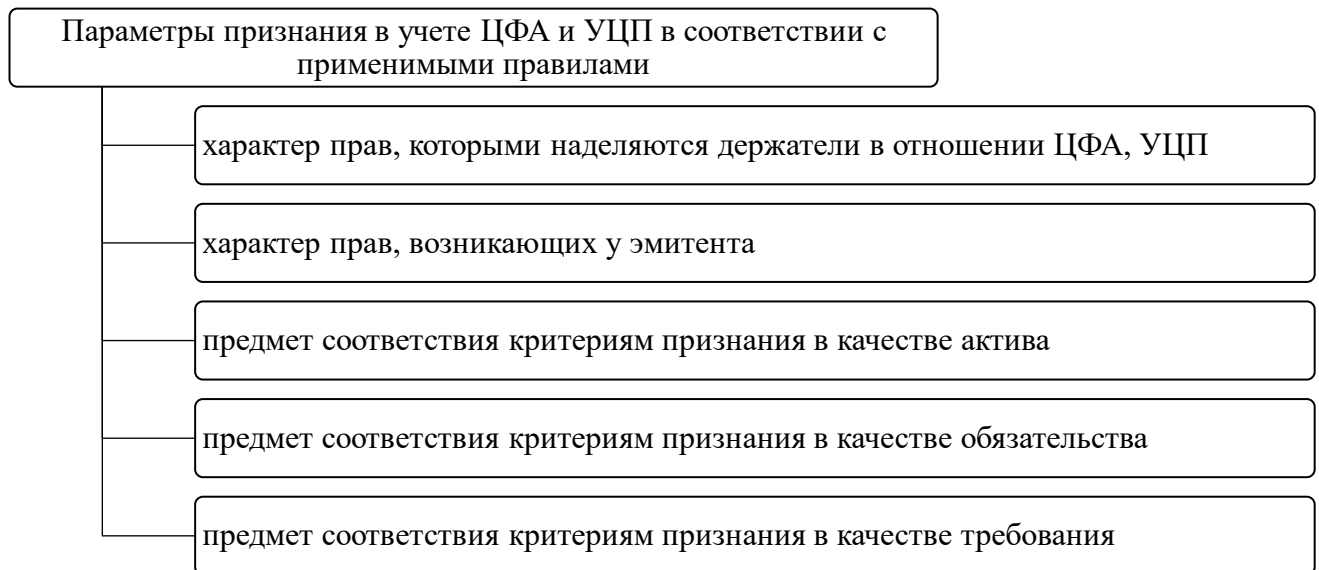 Параметры признания в учете ЦФА и УЦП в соответствии с
применимыми правилами
характер прав, которыми наделяются держатели в отношении ЦФА, УЦП
характер прав, возникающих у эмитента
предмет соответствия критериям признания в качестве актива
предмет соответствия критериям признания в качестве обязательства
предмет соответствия критериям признания в качестве требования